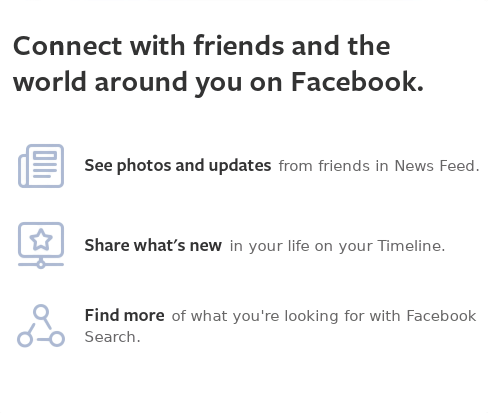 Connect with friends and the
world around you on Facebook.
See photos and updates from friends in News Feed.
Share what's new in your life on your Timeline.
Find more of what you're looking for with Facebook
Search.